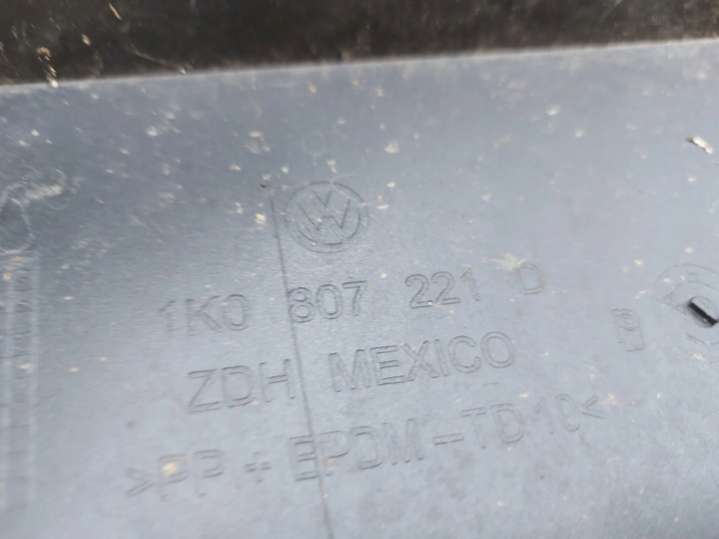 1K0 807 221 D
ZDH MEXICO
>PP + EPDM-TD10<